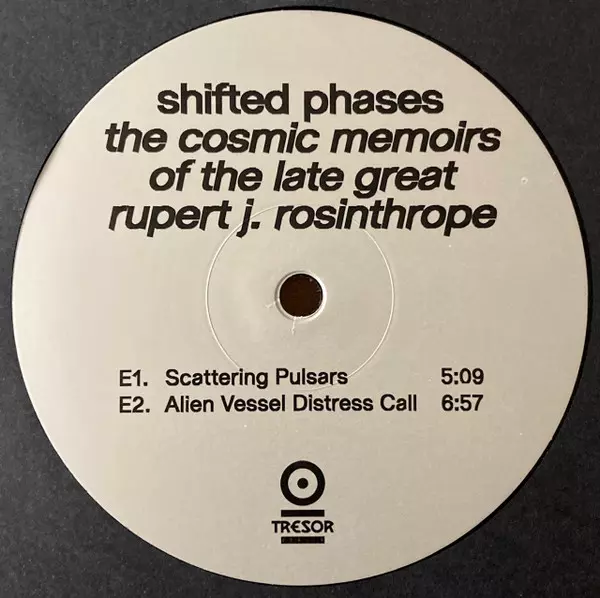 shifted phases
the cosmic memoirs
of the late great
rupert j. rosinthrope
E1. Scattering Pulsars 5:09
E2. Alien Vessel Distress Call 6:57
TRESOR